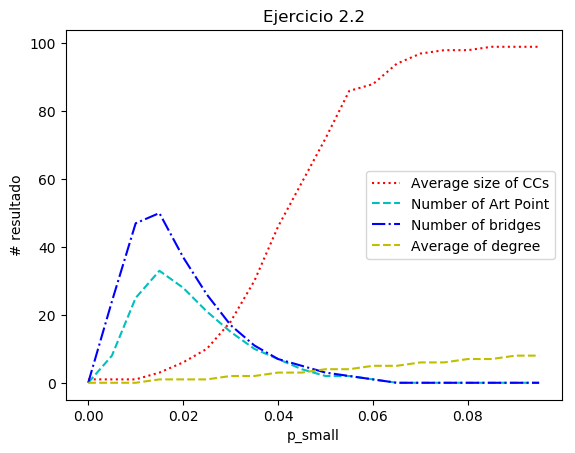 Ejercicio 2.2
100
80
60
40
20
0
# resultado
Average size of CCs
Number of Art Point
Number of bridges
Average of degree
0.00 0.02 0.04 0.06 0.08
p_small